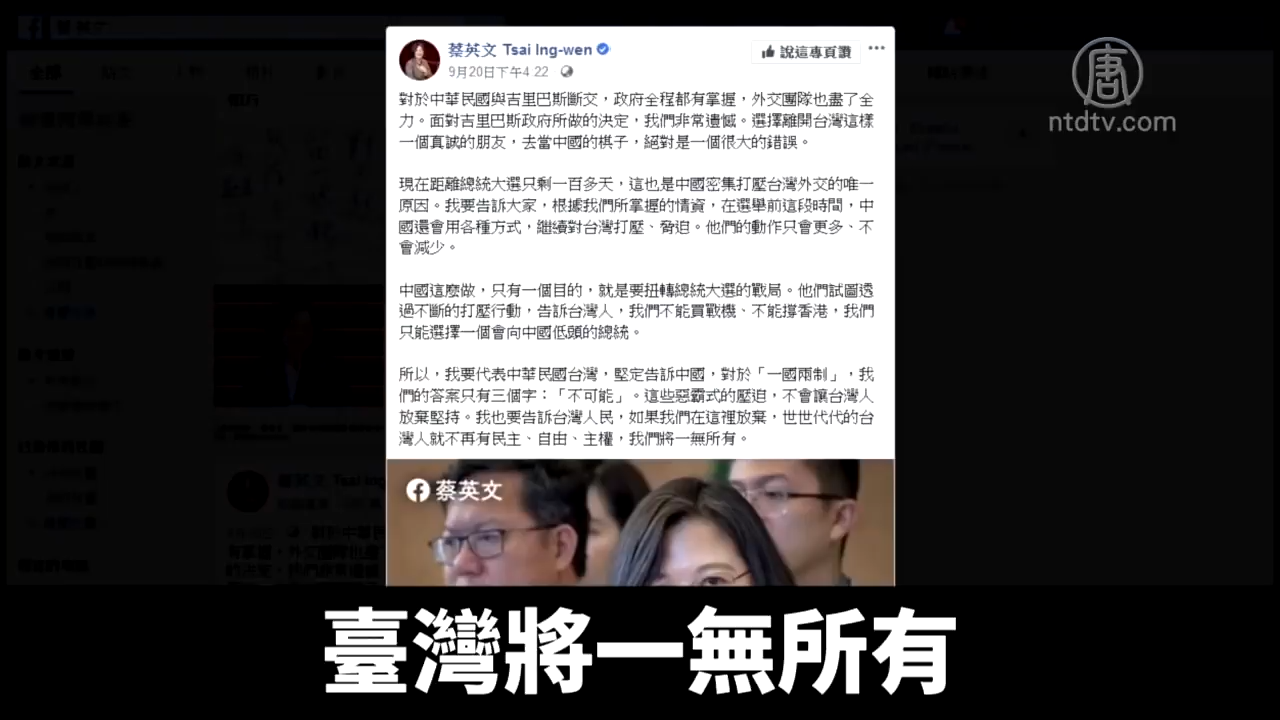 蔡英文 Tsai Ing-wen
說這專頁讚
9月20日下午4:22
唐
ntdtv.com
對於中華民國與吉里巴斯斷交，政府全程都有掌握，外交團隊也盡了全
力。面對吉里巴斯政府所做的決定，我們非常遺憾。選擇離開台灣這樣
一個真誠的朋友，去當中國的棋子，絕對是一個很大的錯誤。
現在距離總統大選只剩一百多天，這也是中國密集打壓台灣外交的唯一
原因。我要告訴大家，根據我們所掌握的情資，在選舉前這段時間，中
國還會用各種方式，繼續對台灣打壓、脅迫。他們的動作只會更多、不
會減少。
中國這麼做，只有一個目的，就是要扭轉總統大選的戰局。他們試圖透
過不斷的打壓行動，告訴台灣人，我們不能買戰機、不能撐香港，我們
只能選擇一個會向中國低頭的總統。
所以，我要代表中華民國台灣，堅定告訴中國，對於「一國兩制」，我
們的答案只有三個字：「不可能」。這些惡霸式的壓迫，不會讓台灣人
放棄堅持。我也要告訴台灣人民，如果我們在這裡放棄，世世代代的台
灣人就不再有民主、自由、主權，我們將一無所有。
蔡英文
臺灣將一無所有